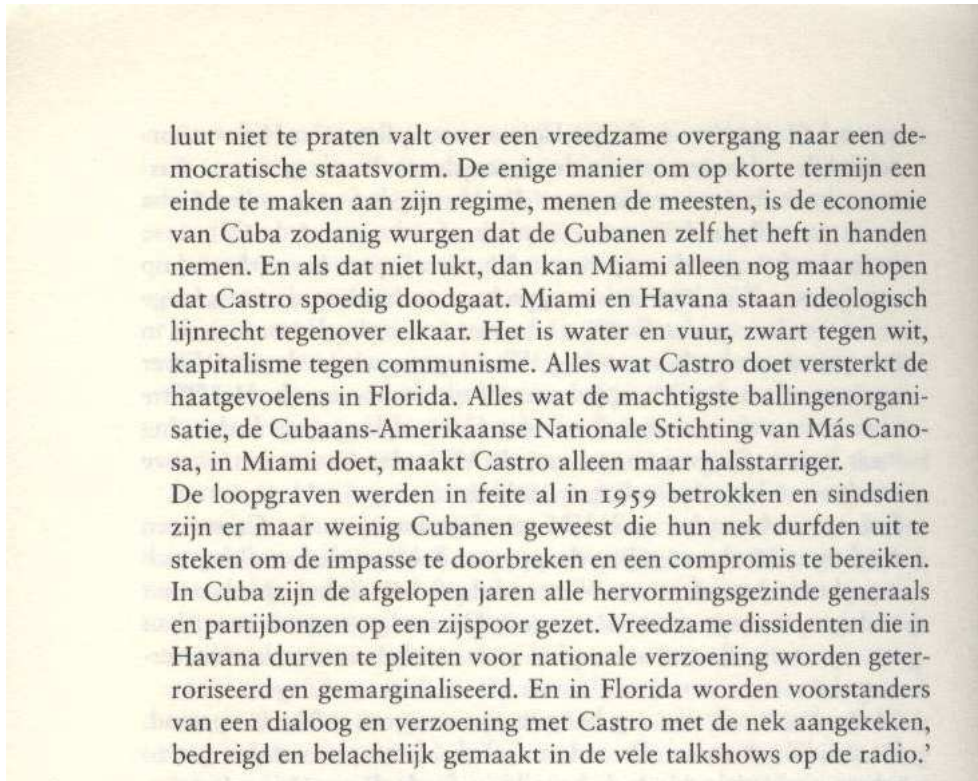 luut niet te praten valt over een vreedzame overgang naar een de-
mocratische staatsvorm. De enige manier om op korte termijn een
einde te maken aan zijn regime, menen de meesten, is de economie
van Cuba zodanig wurgen dat de Cubanen zelf het heft in handen
nemen. En als dat niet lukt, dan kan Miami alleen nog maar hopen
dat Castro spoedig doodgaat. Miami en Havana staan ideologisch
lijnrecht tegenover elkaar. Het is water en vuur, zwart tegen wit,
kapitalisme tegen communisme. Alles wat Castro doet versterkt de
haatgevoelens in Florida. Alles wat de machtigste ballingenorgani-
satie, de Cubaans-Amerikaanse Nationale Stichting van Más Cano-
sa, in Miami doet, maakt Castro alleen maar halsstarriger.
De loopgraven werden in feite al in 1959 betrokken en sindsdien
zijn er maar weinig Cubanen geweest die hun nek durfden uit te
steken om de impasse te doorbreken en een compromis te bereiken.
In Cuba zijn de afgelopen jaren alle hervormingsgezinde generaals
en partijbonzen op een zijspoor gezet. Vreedzame dissidenten die in
Havana durven te pleiten voor nationale verzoening worden geter-
roriseerd en gemarginaliseerd. En in Florida worden voorstanders
van een dialoog en verzoening met Castro met de nek aangekeken,
bedreigd en belachelijk gemaakt in de vele talkshows op de radio.’